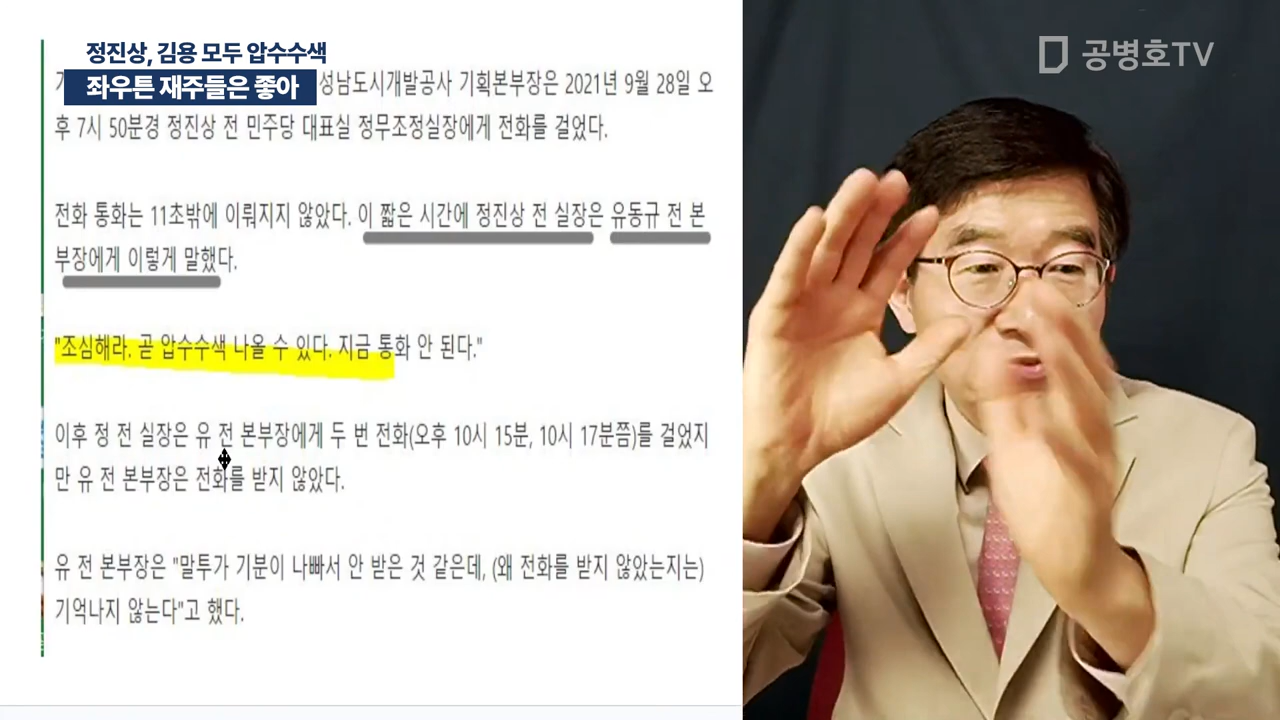 정진상, 김용 모두 압수수색
좌우튼 재주들은 좋아
공병호TV
성남도시개발공사 기획본부장은 2021년 9월 28일 오
후 7시 50분경 정진상 전 민주당 대표실 정무조정실장에게 전화를 걸었다.
전화 통화는 11초밖에 이뤄지지 않았다. 이 짧은 시간에 정진상 전 실장은 유동규 전 본
부장에게 이렇게 말했다.
"조심해라. 곧 압수수색 나올 수 있다. 지금 통화 안 된다."
이후 정 전 실장은 유 전 본부장에게 두 번 전화(오후 10시 15분, 10시 17분쯤)를 걸었지
만 유 전 본부장은 전화를 받지 않았다.
유 전 본부장은 "말투가 기분이 나빠서 안 받은 것 같은데, (왜 전화를 받지 않았는지는)
기억나지 않는다"고 했다.